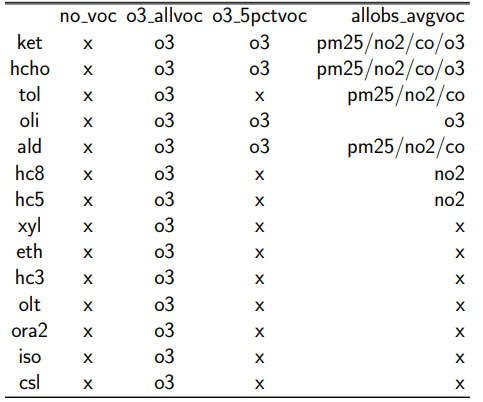 no_voc o3_allvoc o3_5pctvoc allobs_avgvoc
ket x o3 o3 pm25/no2/co/o3
hcho x o3 o3 pm25/no2/co/o3
tol x o3 x pm25/no2/co
oli x o3 o3 o3
ald x o3 o3 pm25/no2/co
hc8 x o3 x no2
hc5 x o3 x no2
xyl x o3 x x
eth x o3 x x
hc3 x o3 x x
olt x o3 x x
ora2 x o3 x x
iso x o3 x x
csl x o3 x x